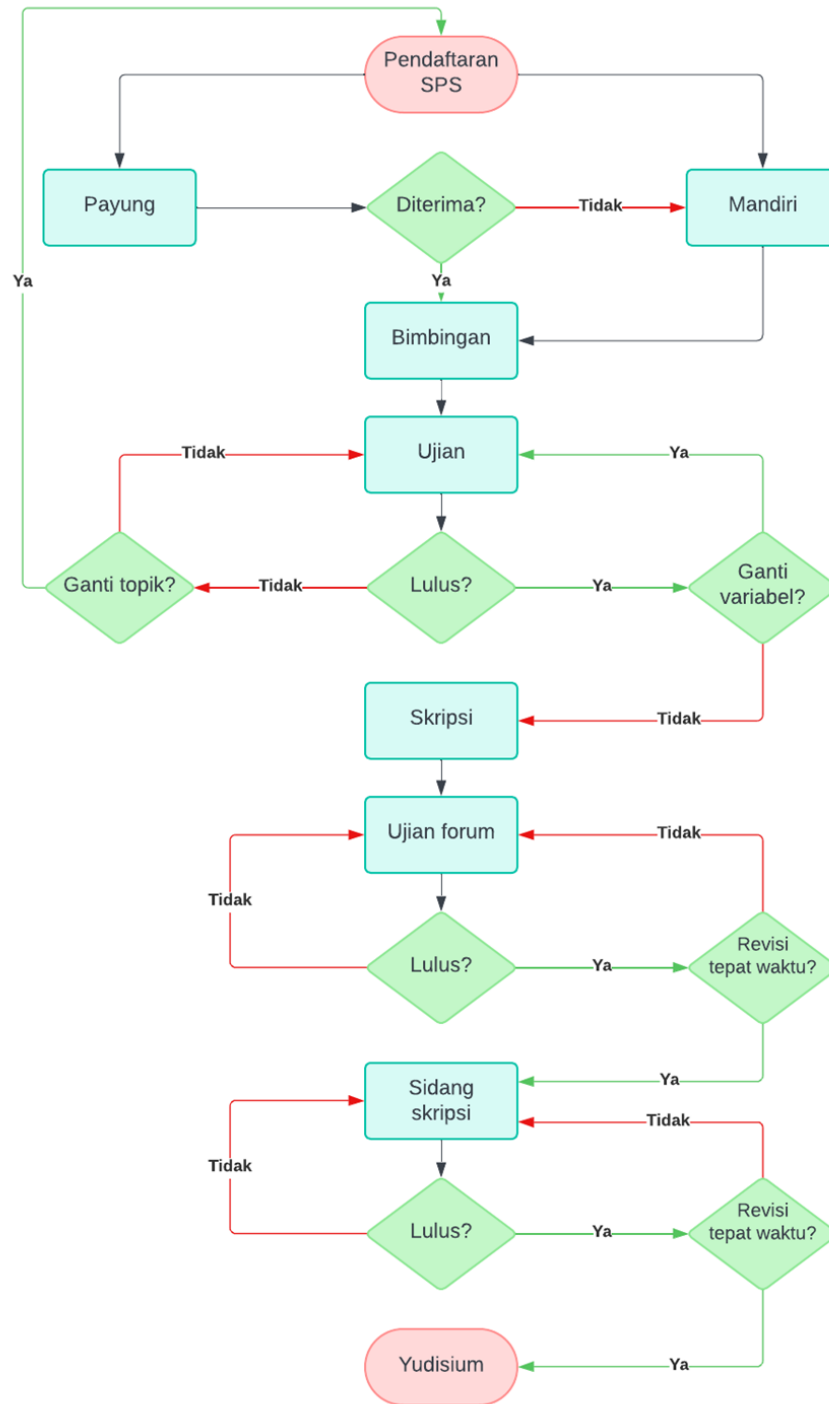 Pendaftaran
SPS
Payung
Diterima?
Tidak
Mandiri
Ya
Ya
Bimbingan
Tidak
Ujian
Ya
Ganti topik?
Tidak
Lulus?
Ya
Ganti
variabel?
Skripsi
Tidak
Ujian forum
Tidak
Tidak
Lulus?
Ya
Revisi
tepat waktu?
Sidang
skripsi
Ya
Tidak
Tidak
Lulus?
Ya
Revisi
tepat waktu?
Yudisium
Ya